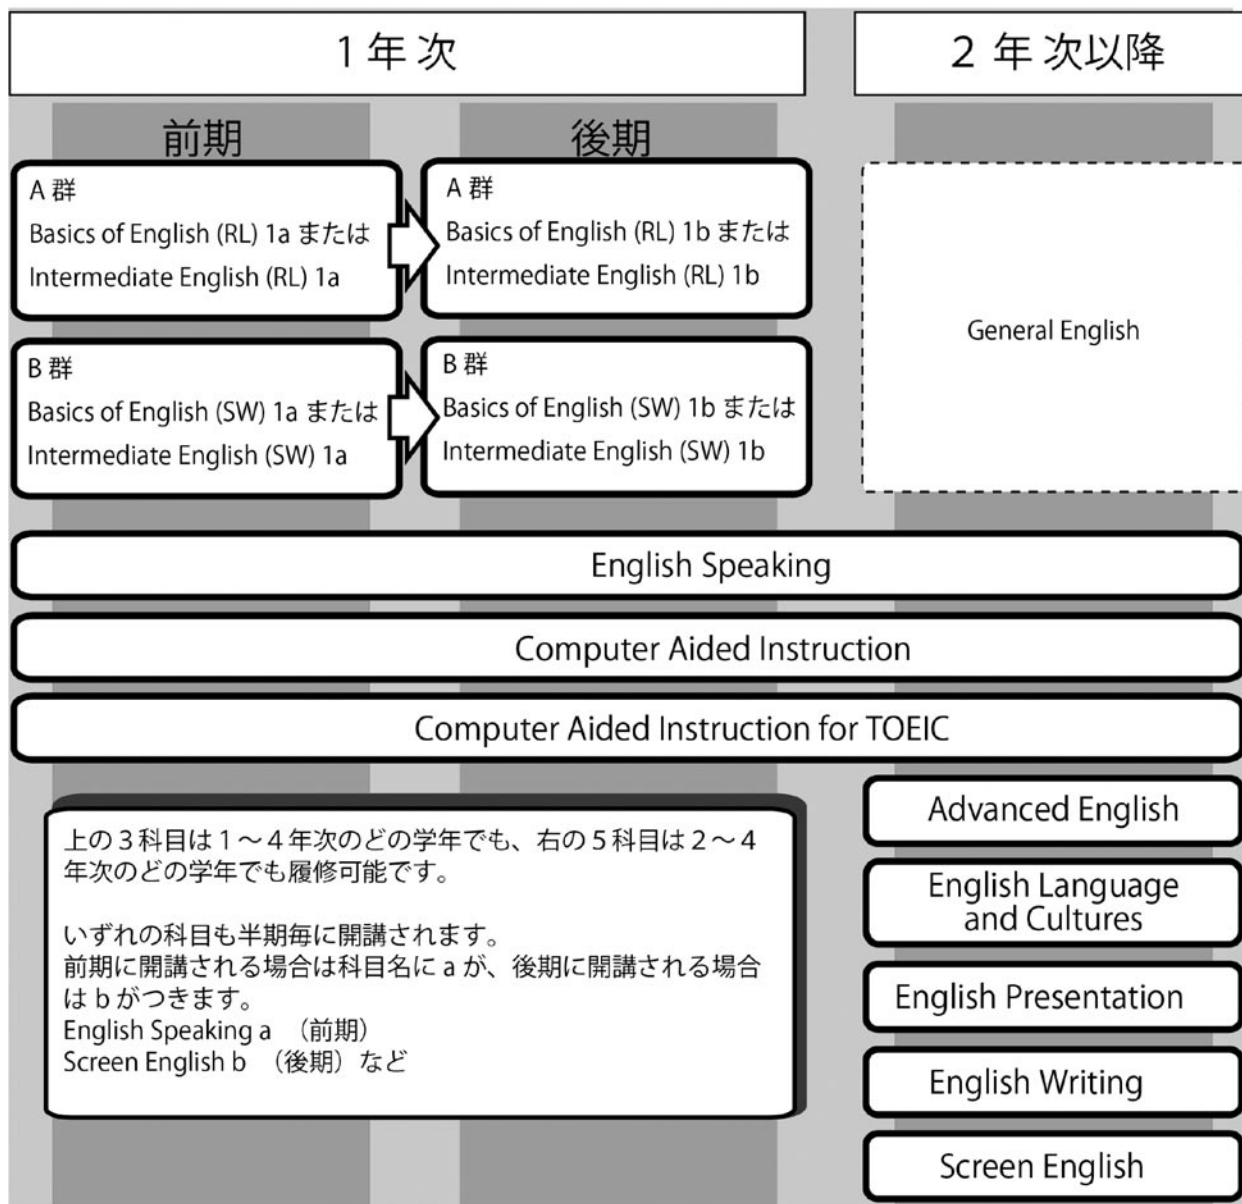 1 年 次
2 年 次以降
前期
後期
A 群
Basics of English (RL) 1a または
Intermediate English (RL) 1a
A 群
Basics of English (RL) 1b または
Intermediate English (RL) 1b
General English
B 群
Basics of English (SW) 1a または
Intermediate English (SW) 1a
B 群
Basics of English (SW) 1b または
Intermediate English (SW) 1b
English Speaking
Computer Aided Instruction
Computer Aided Instruction for TOEIC
上の３科目は１～４年次のどの学年でも、右の５科目は２～４
年次のどの学年でも履修可能です。
いずれの科目も半期毎に開講されます。
前期に開講される場合は科目名に a が、後期に開講される場合
は b がつきます。
English Speaking a （前期）
Screen English b （後期）など
Advanced English
English Language
and Cultures
English Presentation
English Writing
Screen English